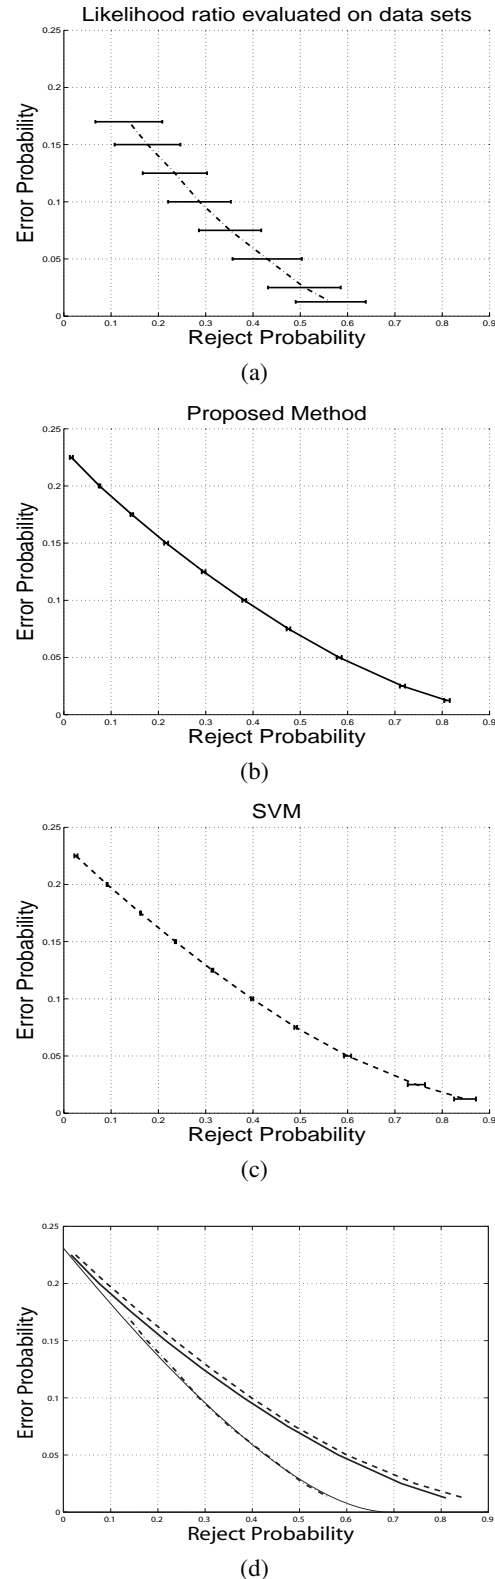 Likelihood ratio evaluated on data sets
0.25
0.2
0.15
0.1
0.05
0
Error Probability
0 0.1 0.2 0.3 0.4 0.5 0.6 0.7 0.8 0.9
Reject Probability
(a)
Proposed Method
0.25
0.2
0.15
0.1
0.05
0
Error Probability
0 0.1 0.2 0.3 0.4 0.5 0.6 0.7 0.8 0.9
Reject Probability
(b)
SVM
0.25
0.2
0.15
0.1
0.05
0
Error Probability
0 0.1 0.2 0.3 0.4 0.5 0.6 0.7 0.8 0.9
Reject Probability
(c)
0.25
0.2
0.15
0.1
0.05
0
Error Probability
0 0.1 0.2 0.3 0.4 0.5 0.6 0.7 0.8 0.9
Reject Probability
(d)